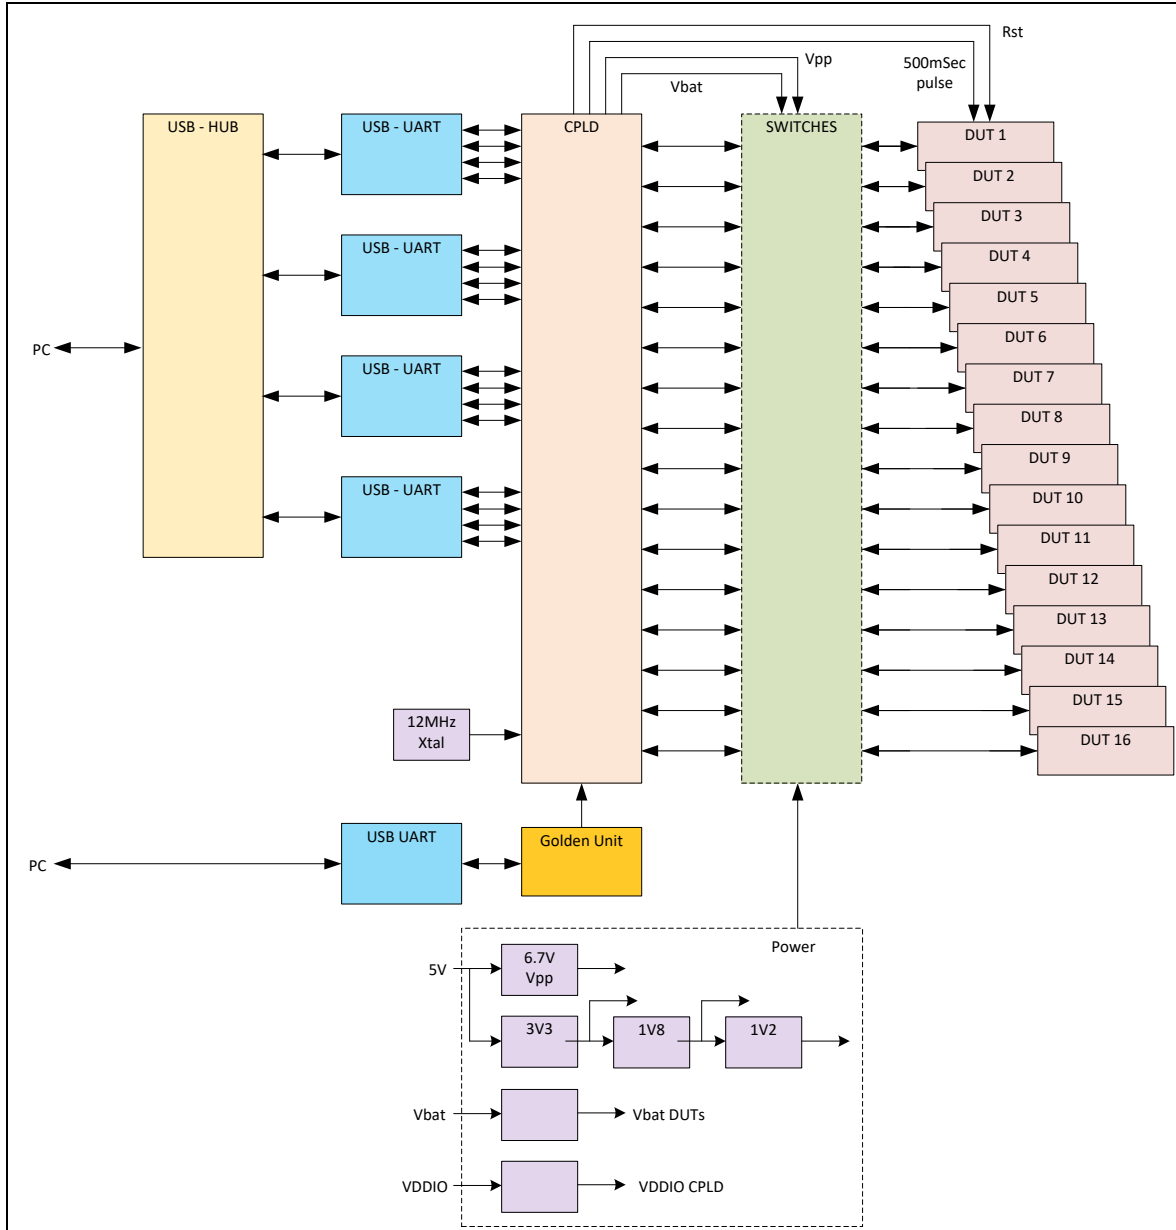 Rst
Vpp
500mSec
pulse
Vbat
USB - HUB
USB - UART
CPLD
SWITCHES
DUT 1
DUT 2
DUT 3
USB - UART
DUT 4
DUT 5
DUT 6
PC
USB - UART
DUT 7
DUT 8
DUT 9
USB - UART
DUT 10
DUT 11
DUT 12
DUT 13
DUT 14
DUT 15
12MHz
Xtal
DUT 16
USB UART
Golden Unit
PC
Power
5V
6.7V
Vpp
3V3
1V8
1V2
Vbat
Vbat DUTs
VDDIO
VDDIO CPLD